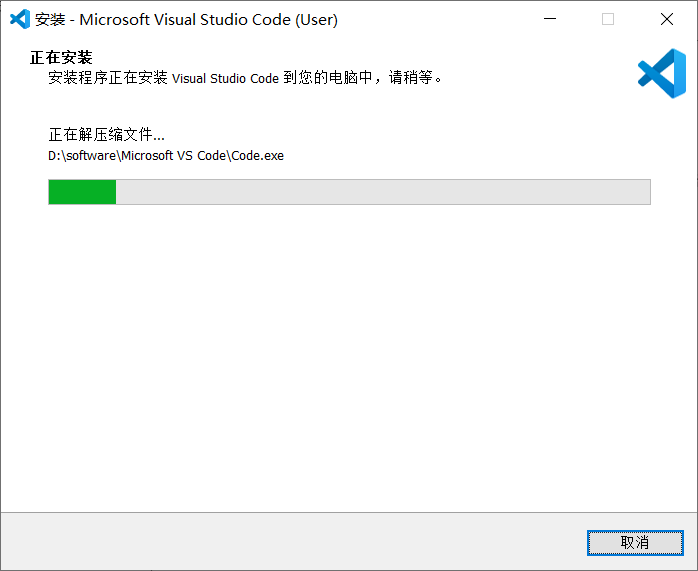 安装 - Microsoft Visual Studio Code (User)
正在安装
安装程序正在安装 Visual Studio Code 到您的电脑中，请稍等。
正在解压缩文件...
D:\software\Microsoft VS Code\Code.exe
取消